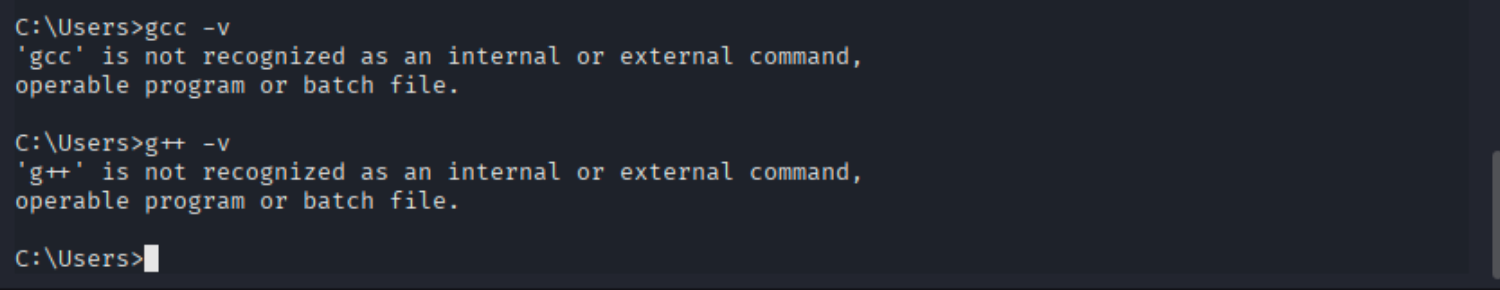 C:\Users>gcc -v
'gcc' is not recognized as an internal or external command,
operable program or batch file.
C:\Users>g++ -v
'g++' is not recognized as an internal or external command,
operable program or batch file.
C:\Users>